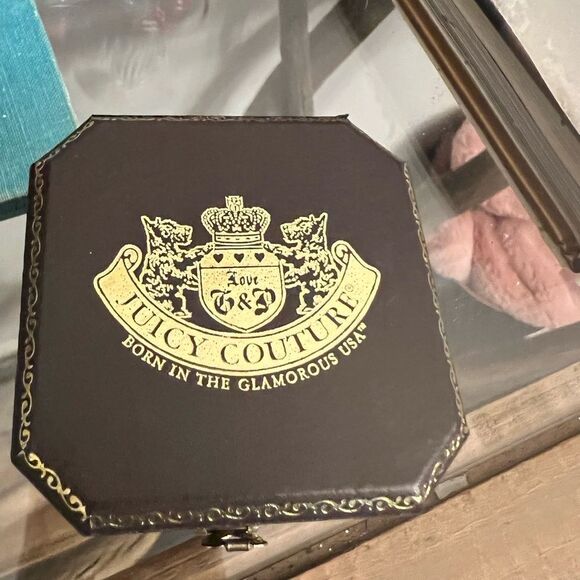 Love
G&P
JUICY COUTURE®
BORN IN THE GLAMOROUS USA™